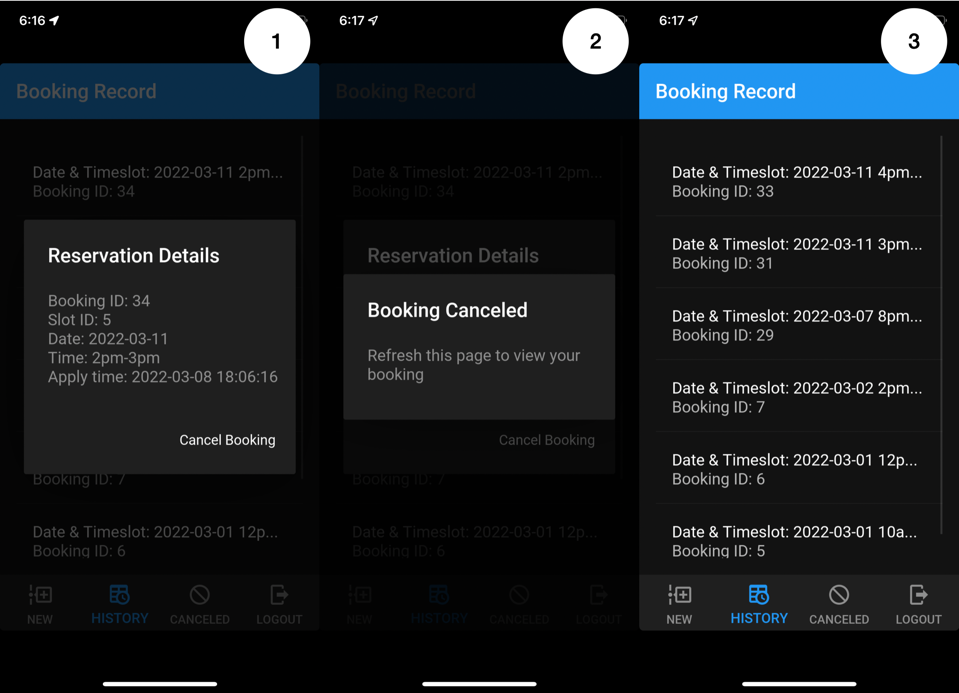 6:16
1
Booking Record
Date & Timeslot: 2022-03-11 2pm...
Booking ID: 34
Reservation Details
Booking ID: 34
Slot ID: 5
Date: 2022-03-11
Time: 2pm-3pm
Apply time: 2022-03-08 18:06:16
Cancel Booking
Booking ID: 7
Date & Timeslot: 2022-03-01 12p...
Booking ID: 6
NEW
HISTORY
CANCELED
LOGOUT
6:17
2
Booking Record
Date & Timeslot: 2022-03-11 2pm...
Booking ID: 34
Reservation Details
Booking Canceled
Refresh this page to view your
booking
Cancel Booking
Booking ID: 7
Date & Timeslot: 2022-03-01 12p...
Booking ID: 6
NEW
HISTORY
CANCELED
LOGOUT
6:17
3
Booking Record
Date & Timeslot: 2022-03-11 4pm...
Booking ID: 33
Date & Timeslot: 2022-03-11 3pm...
Booking ID: 31
Date & Timeslot: 2022-03-07 8pm...
Booking ID: 29
Date & Timeslot: 2022-03-02 2pm...
Booking ID: 7
Date & Timeslot: 2022-03-01 12p...
Booking ID: 6
Date & Timeslot: 2022-03-01 10a...
Booking ID: 5
NEW
HISTORY
CANCELED
LOGOUT